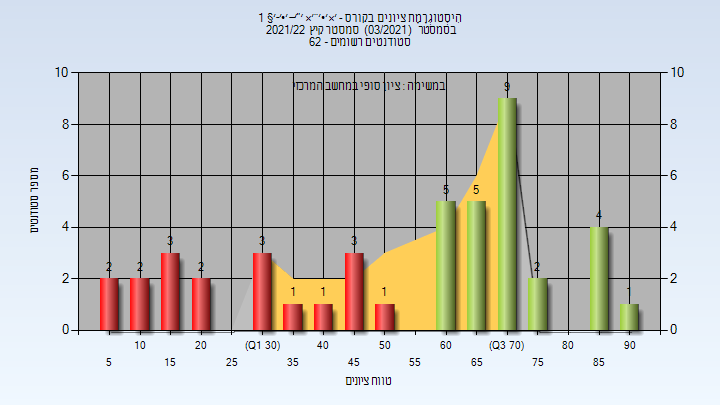 היסטוגרמת ציונים בקורס -
בסמסטר (03/2021) סמסטר קיץ 2021/22
סטודנטים רשומים - 62
במשימה : ציון סופי במחשב המרכזי
10 10
8 8
6 6
4 4
2 2
0 0
מספר סטודנטים
2 2 3 2 3 1 1 3 1 5 5 9 2 4 1
10 20 (Q1 30) 40 50 60 (Q3 70) 80 90
5 15 25 35 45 55 65 75 85
טווח ציונים